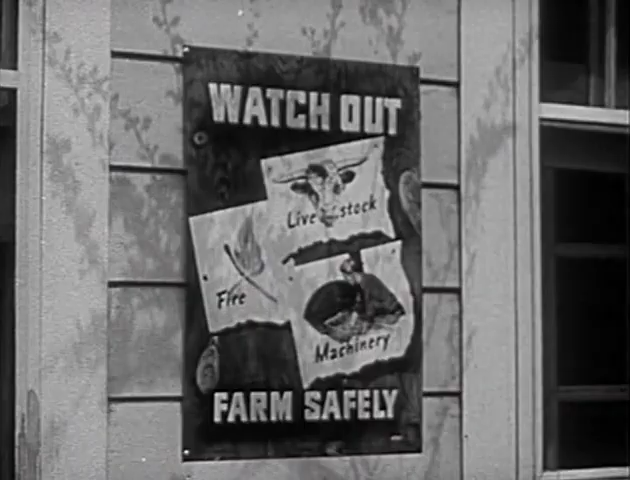 WATCH OUT
Live stock
Fire
Machinery
FARM SAFELY